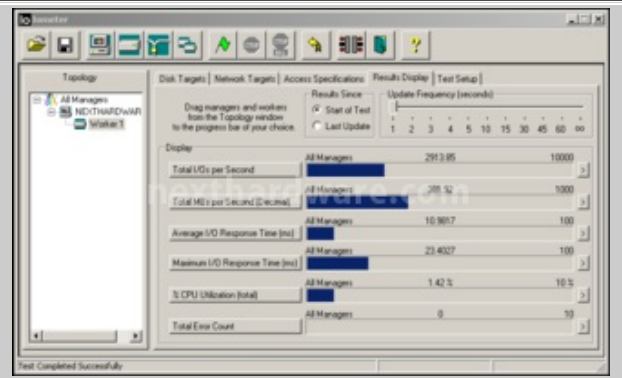 Iometer
Topology
All Managers
NEXTHARDWAR
Worker 1
Disk Targets | Network Targets | Access Specifications | Results Display | Test Setup
Drag managers and workers
from the Topology window
to the progress bar of your choice.
Results Since
Start of Test
Last Update
Update Frequency (seconds)
1 2 3 4 5 10 15 30 45 60 oo
Display
All Managers 2913.85 10000
Total I/Os per Second
All Managers 381.92 1000
Total MBs per Second (Decimal)
nexthardware.com
All Managers 10.9817 100
Average I/O Response Time (ms)
All Managers 23.4027 100
Maximum I/O Response Time (ms)
All Managers 1.42 % 10 %
% CPU Utilization (total)
All Managers 0 10
Total Error Count
Test Completed Successfully